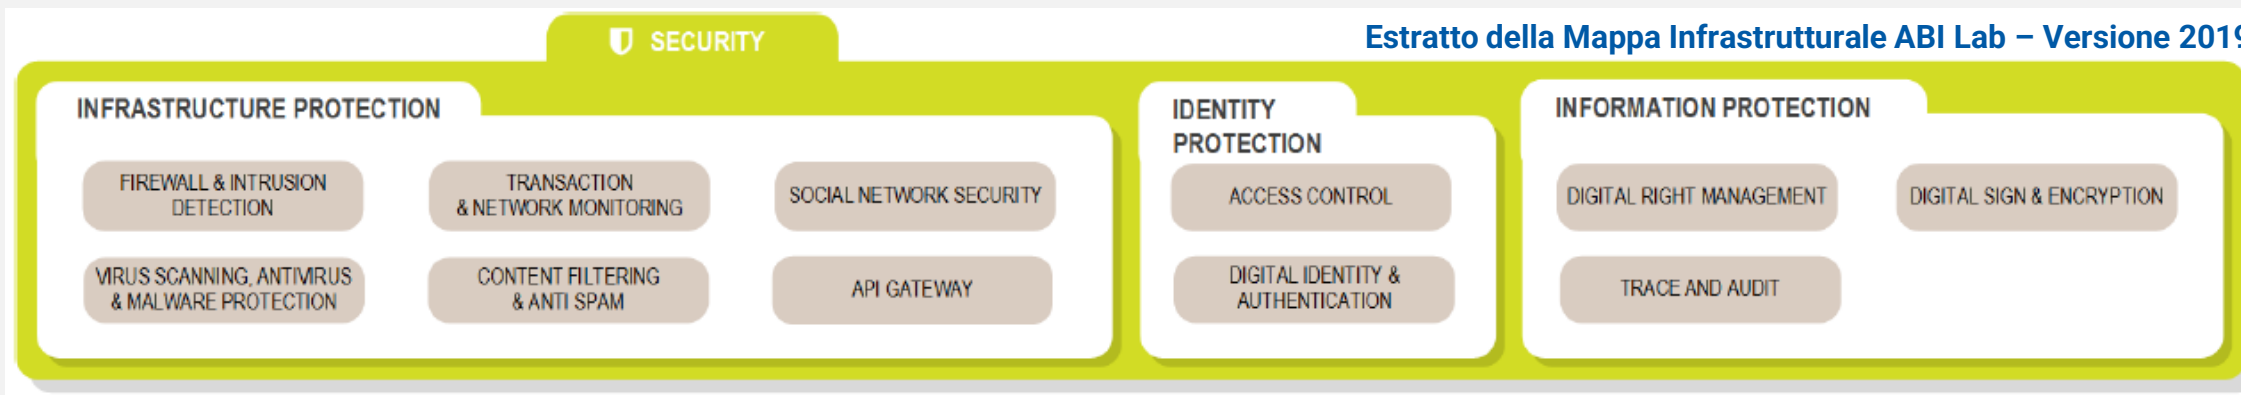 SECURITY
Estratto della Mappa Infrastrutturale ABI Lab – Versione 2019
INFRASTRUCTURE PROTECTION
FIREWALL & INTRUSION
DETECTION
TRANSACTION
& NETWORK MONITORING
SOCIAL NETWORK SECURITY
VIRUS SCANNING, ANTIVIRUS
& MALWARE PROTECTION
CONTENT FILTERING
& ANTI SPAM
API GATEWAY
IDENTITY
PROTECTION
ACCESS CONTROL
DIGITAL IDENTITY &
AUTHENTICATION
INFORMATION PROTECTION
DIGITAL RIGHT MANAGEMENT
DIGITAL SIGN & ENCRYPTION
TRACE AND AUDIT